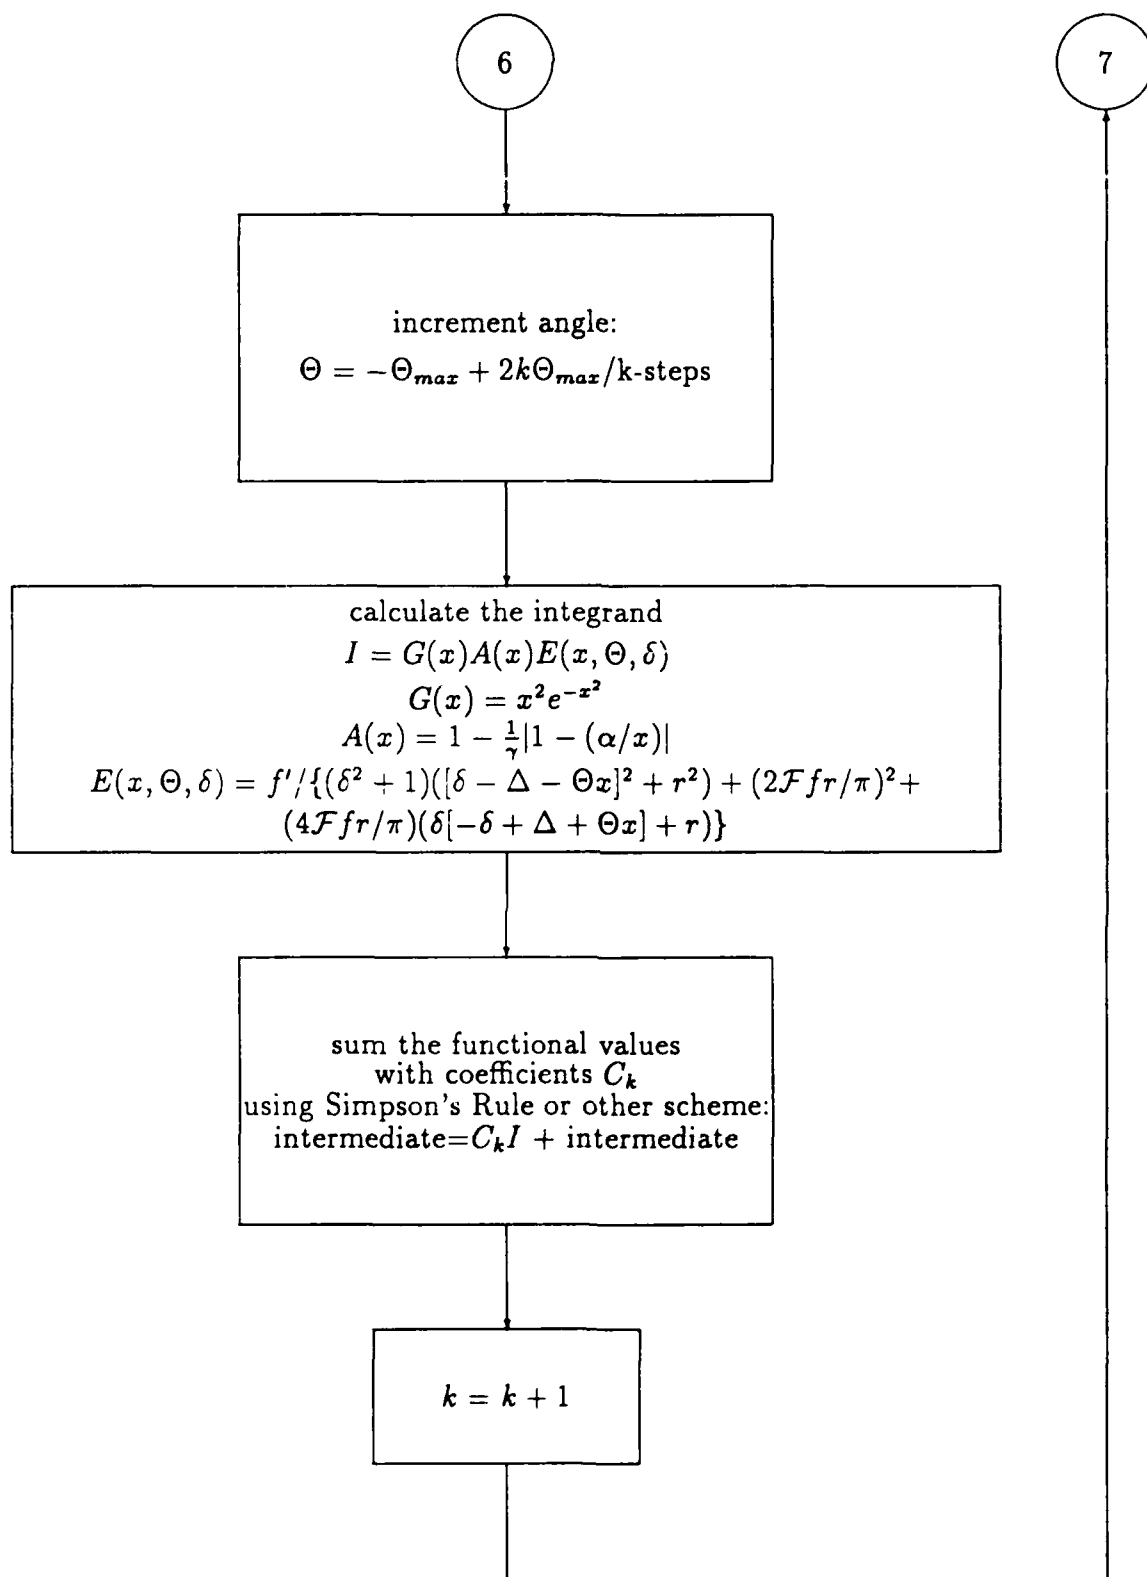 6
7
increment angle:
Θ = −Θ_max + 2kΘ_max/k-steps
calculate the integrand
I = G(x)A(x)E(x, Θ, δ)
G(x) = x²e^{−x²}
A(x) = 1 − \frac{1}{γ}|1 − (α/x)|
E(x, Θ, δ) = f′/{(δ² + 1)([δ − Δ − Θx]² + r²) + (2ℱfr/π)²+
(4ℱfr/π)(δ[−δ + Δ + Θx] + r)}
sum the functional values
with coefficients C_k
using Simpson's Rule or other scheme:
intermediate=C_kI + intermediate
k = k + 1